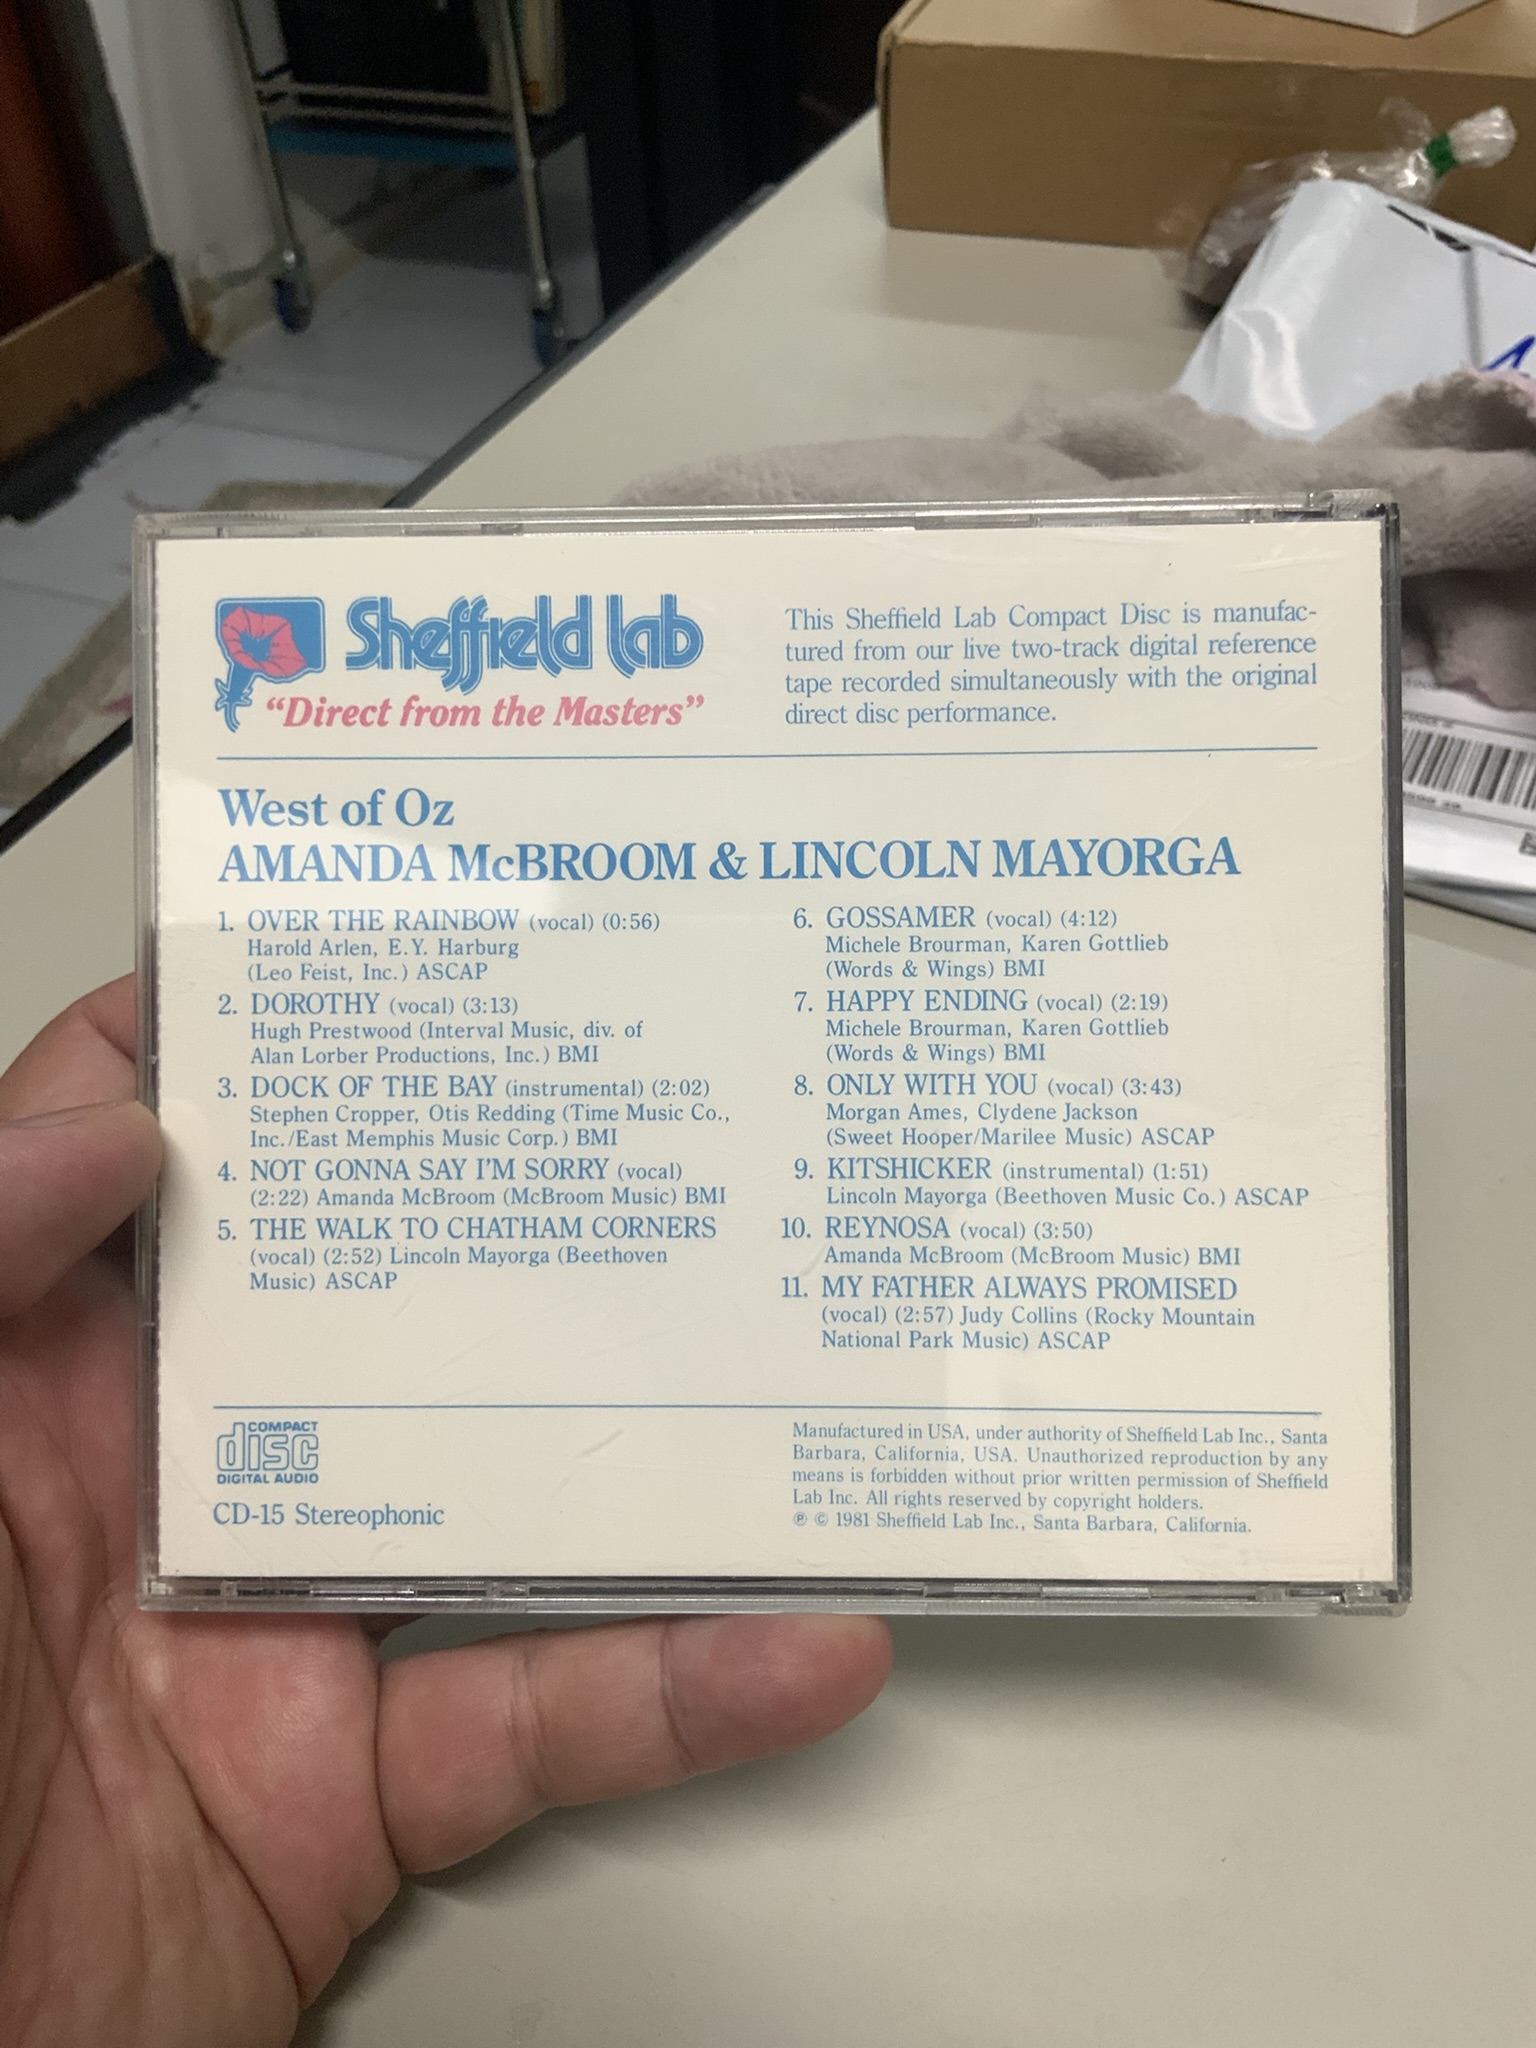 Sheffield Lab
"Direct from the Masters"
This Sheffield Lab Compact Disc is manufac-
tured from our live two-track digital reference
tape recorded simultaneously with the original
direct disc performance.
West of Oz
AMANDA McBROOM & LINCOLN MAYORGA
1. OVER THE RAINBOW (vocal) (0:56)
Harold Arlen, E.Y. Harburg
(Leo Feist, Inc.) ASCAP
2. DOROTHY (vocal) (3:13)
Hugh Prestwood (Interval Music, div. of
Alan Lorber Productions, Inc.) BMI
3. DOCK OF THE BAY (instrumental) (2:02)
Stephen Cropper, Otis Redding (Time Music Co.,
Inc./East Memphis Music Corp.) BMI
4. NOT GONNA SAY I'M SORRY (vocal)
(2:22) Amanda McBroom (McBroom Music) BMI
5. THE WALK TO CHATHAM CORNERS
(vocal) (2:52) Lincoln Mayorga (Beethoven
Music) ASCAP
6. GOSSAMER (vocal) (4:12)
Michele Brourman, Karen Gottlieb
(Words & Wings) BMI
7. HAPPY ENDING (vocal) (2:19)
Michele Brourman, Karen Gottlieb
(Words & Wings) BMI
8. ONLY WITH YOU (vocal) (3:43)
Morgan Ames, Clydene Jackson
(Sweet Hooper/Marilee Music) ASCAP
9. KITSHICKER (instrumental) (1:51)
Lincoln Mayorga (Beethoven Music Co.) ASCAP
10. REYNOSA (vocal) (3:50)
Amanda McBroom (McBroom Music) BMI
11. MY FATHER ALWAYS PROMISED
(vocal) (2:57) Judy Collins (Rocky Mountain
National Park Music) ASCAP
COMPACT
disc
DIGITAL AUDIO
CD-15 Stereophonic
Manufactured in USA, under authority of Sheffield Lab Inc., Santa
Barbara, California, USA. Unauthorized reproduction by any
means is forbidden without prior written permission of Sheffield
Lab Inc. All rights reserved by copyright holders.
℗ © 1981 Sheffield Lab Inc., Santa Barbara, California.